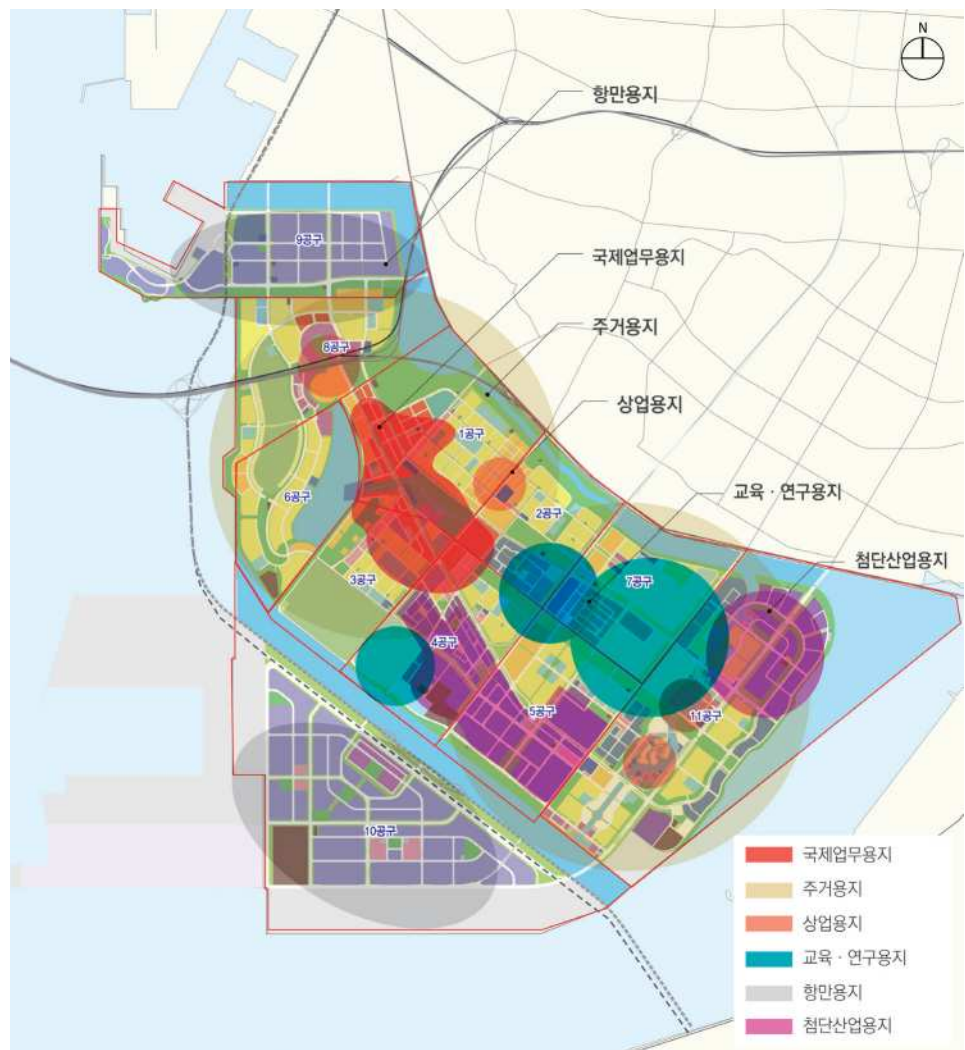 N
항만용지
9공구
국제업무용지
주거용지
8공구
상업용지
1공구
교육 · 연구용지
6공구
2공구
첨단산업용지
3공구
7공구
4공구
5공구
11공구
10공구
국제업무용지
주거용지
상업용지
교육 · 연구용지
항만용지
첨단산업용지